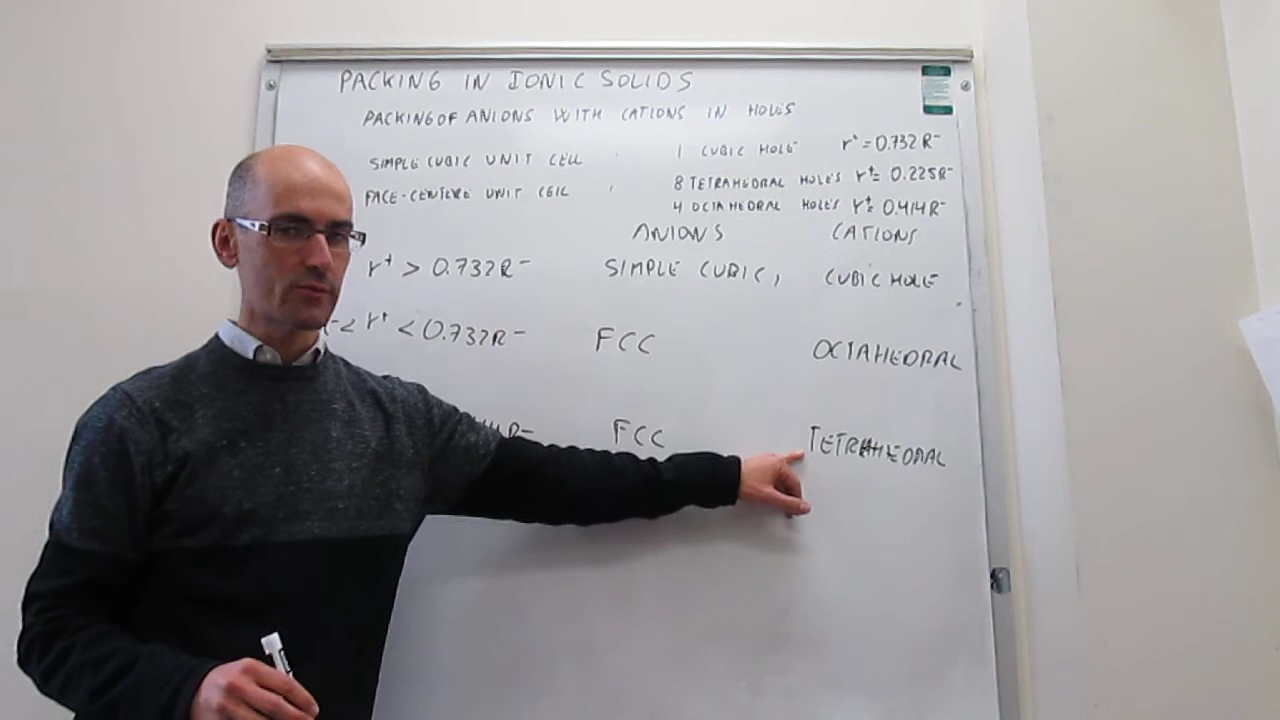 PACKING IN IONIC SOLIDS
PACKING OF ANIONS WITH CATIONS IN HOLES
SIMPLE CUBIC UNIT CELL , 1 CUBIC HOLE r⁺ = 0.732 R⁻
FACE-CENTERE UNIT CELL , 8 TETRAHEDRAL HOLES r⁺ = 0.225R⁻
4 OCTAHEDRAL HOLES r⁺ = 0.414R⁻
ANIONS CATIONS
r⁺ > 0.732R⁻ SIMPLE CUBIC, CUBIC HOLE
< r⁺ < 0.732R⁻ FCC OCTAHEDRAL
R⁻ FCC TETRAHEDRAL